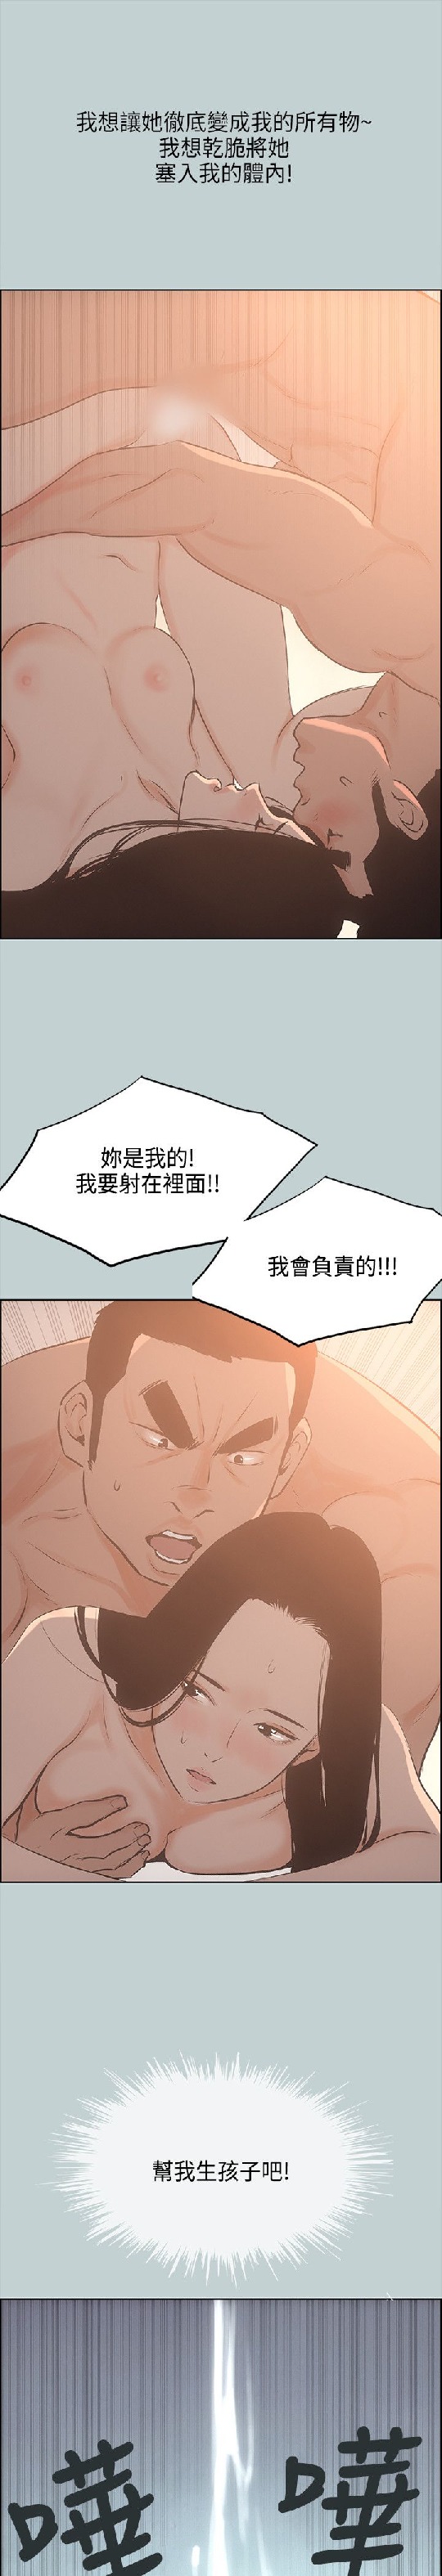 我想讓她徹底變成我的所有物~
我想乾脆將她
塞入我的體內!
妳是我的!
我要射在裡面!!
我會負責的!!!
幫我生孩子吧!
嘩
嘩